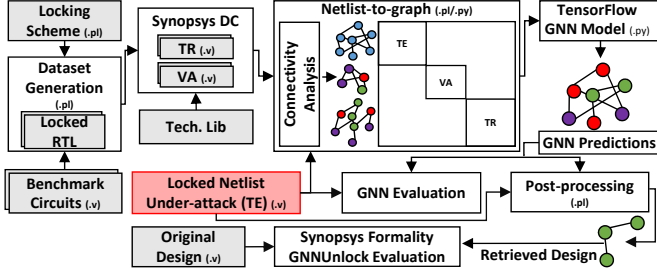 Locking
Scheme (.pl)
Dataset
Generation
(.pl)
Locked
RTL
Benchmark
Circuits (.v)
Synopsys DC
TR (.v)
VA (.v)
Tech. Lib
Netlist-to-graph (.pl/.py)
Connectivity
Analysis
TE
VA
TR
TensorFlow
GNN Model (.py)
GNN Predictions
Locked Netlist
Under-attack (TE) (.v)
GNN Evaluation
Post-processing
(.pl)
Original
Design (.v)
Synopsys Formality
GNNUnlock Evaluation
Retrieved Design